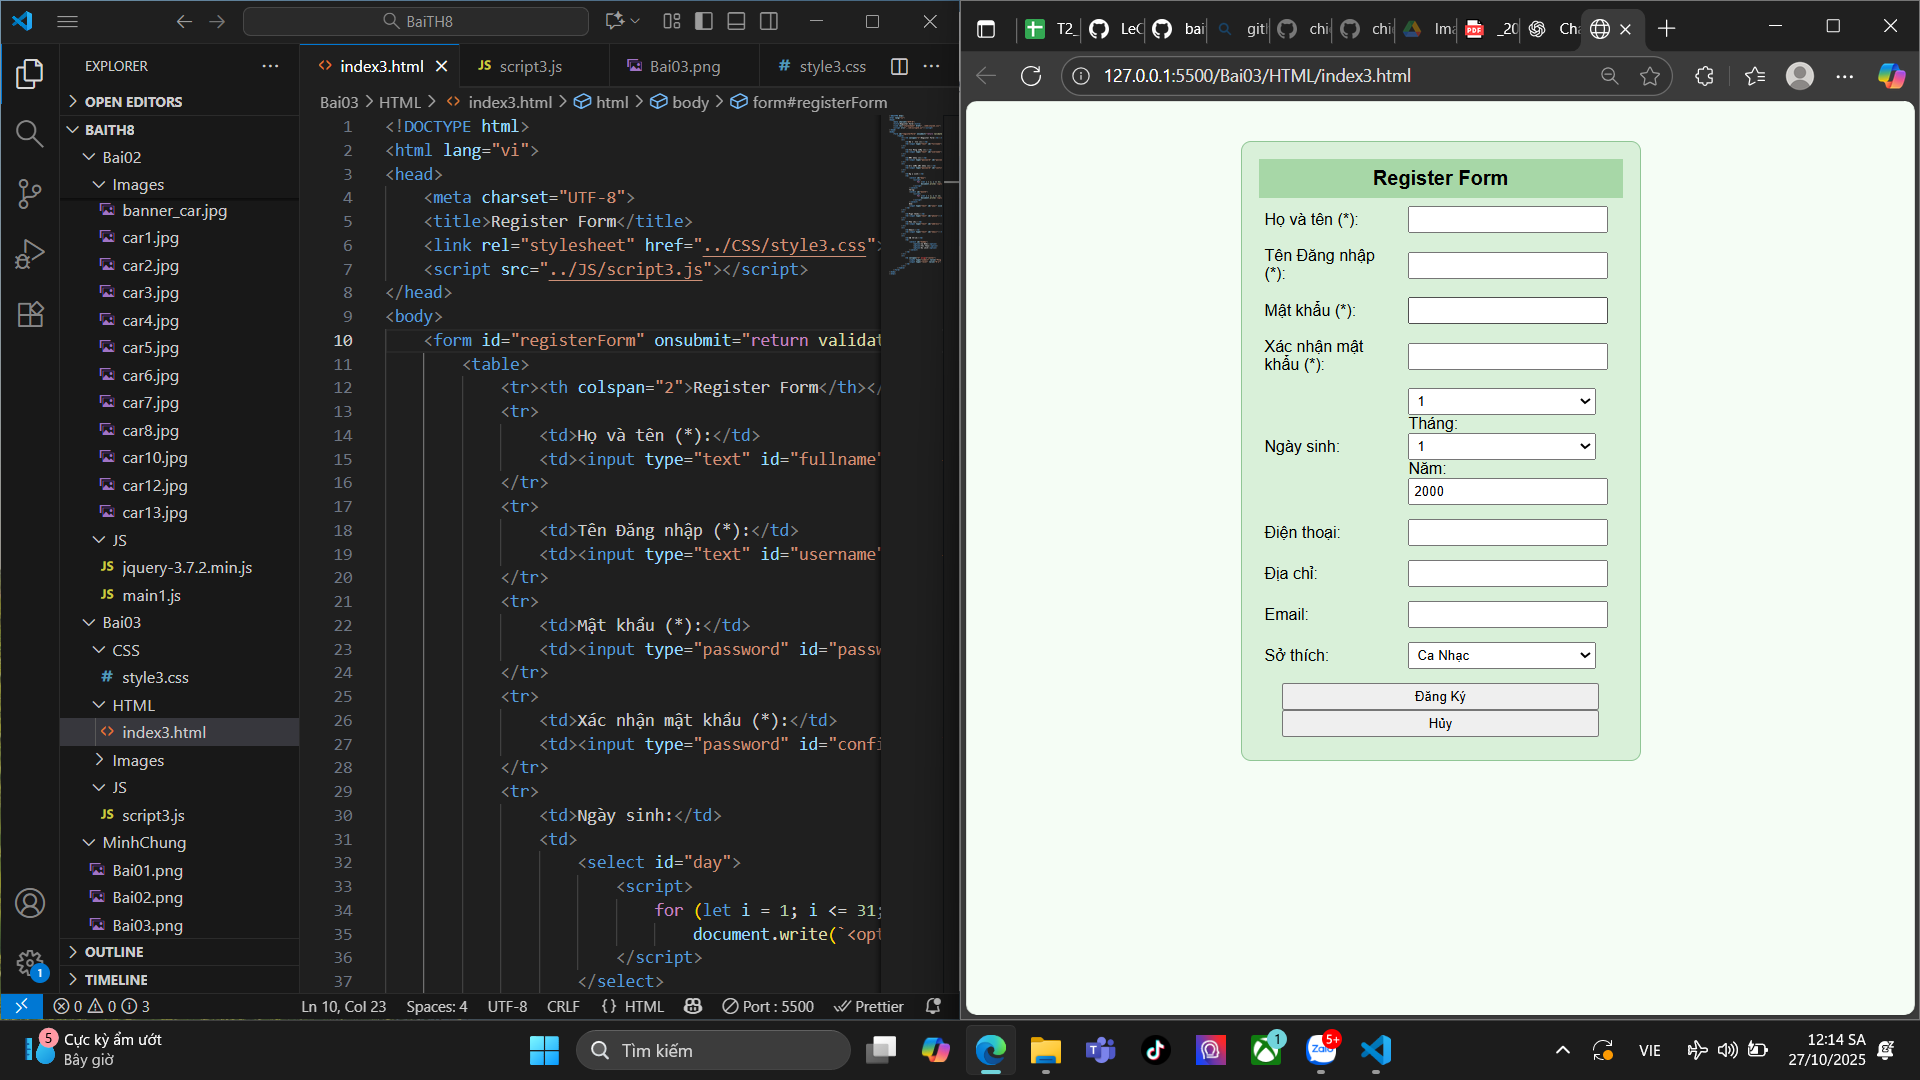 BaiTH8
EXPLORER
OPEN EDITORS
BAITH8
Bai02
Images
banner_car.jpg
car1.jpg
car2.jpg
car3.jpg
car4.jpg
car5.jpg
car6.jpg
car7.jpg
car8.jpg
car10.jpg
car12.jpg
car13.jpg
JS
JS jquery-3.7.2.min.js
JS main1.js
Bai03
CSS
# style3.css
HTML
<> index3.html
Images
JS
JS script3.js
MinhChung
Bai01.png
Bai02.png
Bai03.png
OUTLINE
TIMELINE
1
<> index3.html
JS script3.js
Bai03.png
# style3.css
Bai03 > HTML > <> index3.html > html > body > form#registerForm
1 <!DOCTYPE html>
2 <html lang="vi">
3 <head>
4 <meta charset="UTF-8">
5 <title>Register Form</title>
6 <link rel="stylesheet" href="../CSS/style3.css">
7 <script src="../JS/script3.js"></script>
8 </head>
9 <body>
10 <form id="registerForm" onsubmit="return validat
11 <table>
12 <tr><th colspan="2">Register Form</th></
13 <tr>
14 <td>Họ và tên (*):</td>
15 <td><input type="text" id="fullname"
16 </tr>
17 <tr>
18 <td>Tên Đăng nhập (*):</td>
19 <td><input type="text" id="username"
20 </tr>
21 <tr>
22 <td>Mật khẩu (*):</td>
23 <td><input type="password" id="passw
24 </tr>
25 <tr>
26 <td>Xác nhận mật khẩu (*):</td>
27 <td><input type="password" id="confi
28 </tr>
29 <tr>
30 <td>Ngày sinh:</td>
31 <td>
32 <select id="day">
33 <script>
34 for (let i = 1; i <= 31;
35 document.write(`<opt
36 </script>
37 </select>
0 0 3
Ln 10, Col 23
Spaces: 4
UTF-8
CRLF
{ } HTML
Port : 5500
Prettier
T2_
LeC
bai
git
chi
chi
Ima
PDF
_20
Cha
127.0.0.1:5500/Bai03/HTML/index3.html
Register Form
Họ và tên (*):
Tên Đăng nhập
(*):
Mật khẩu (*):
Xác nhận mật
khẩu (*):
1
Tháng:
Ngày sinh:
1
Năm:
2000
Điện thoại:
Địa chỉ:
Email:
Sở thích:
Ca Nhạc
Đăng Ký
Hủy
5
Cực kỳ ẩm ướt
Bây giờ
Tìm kiếm
1
Zalo
5+
VIE
12:14 SA
27/10/2025